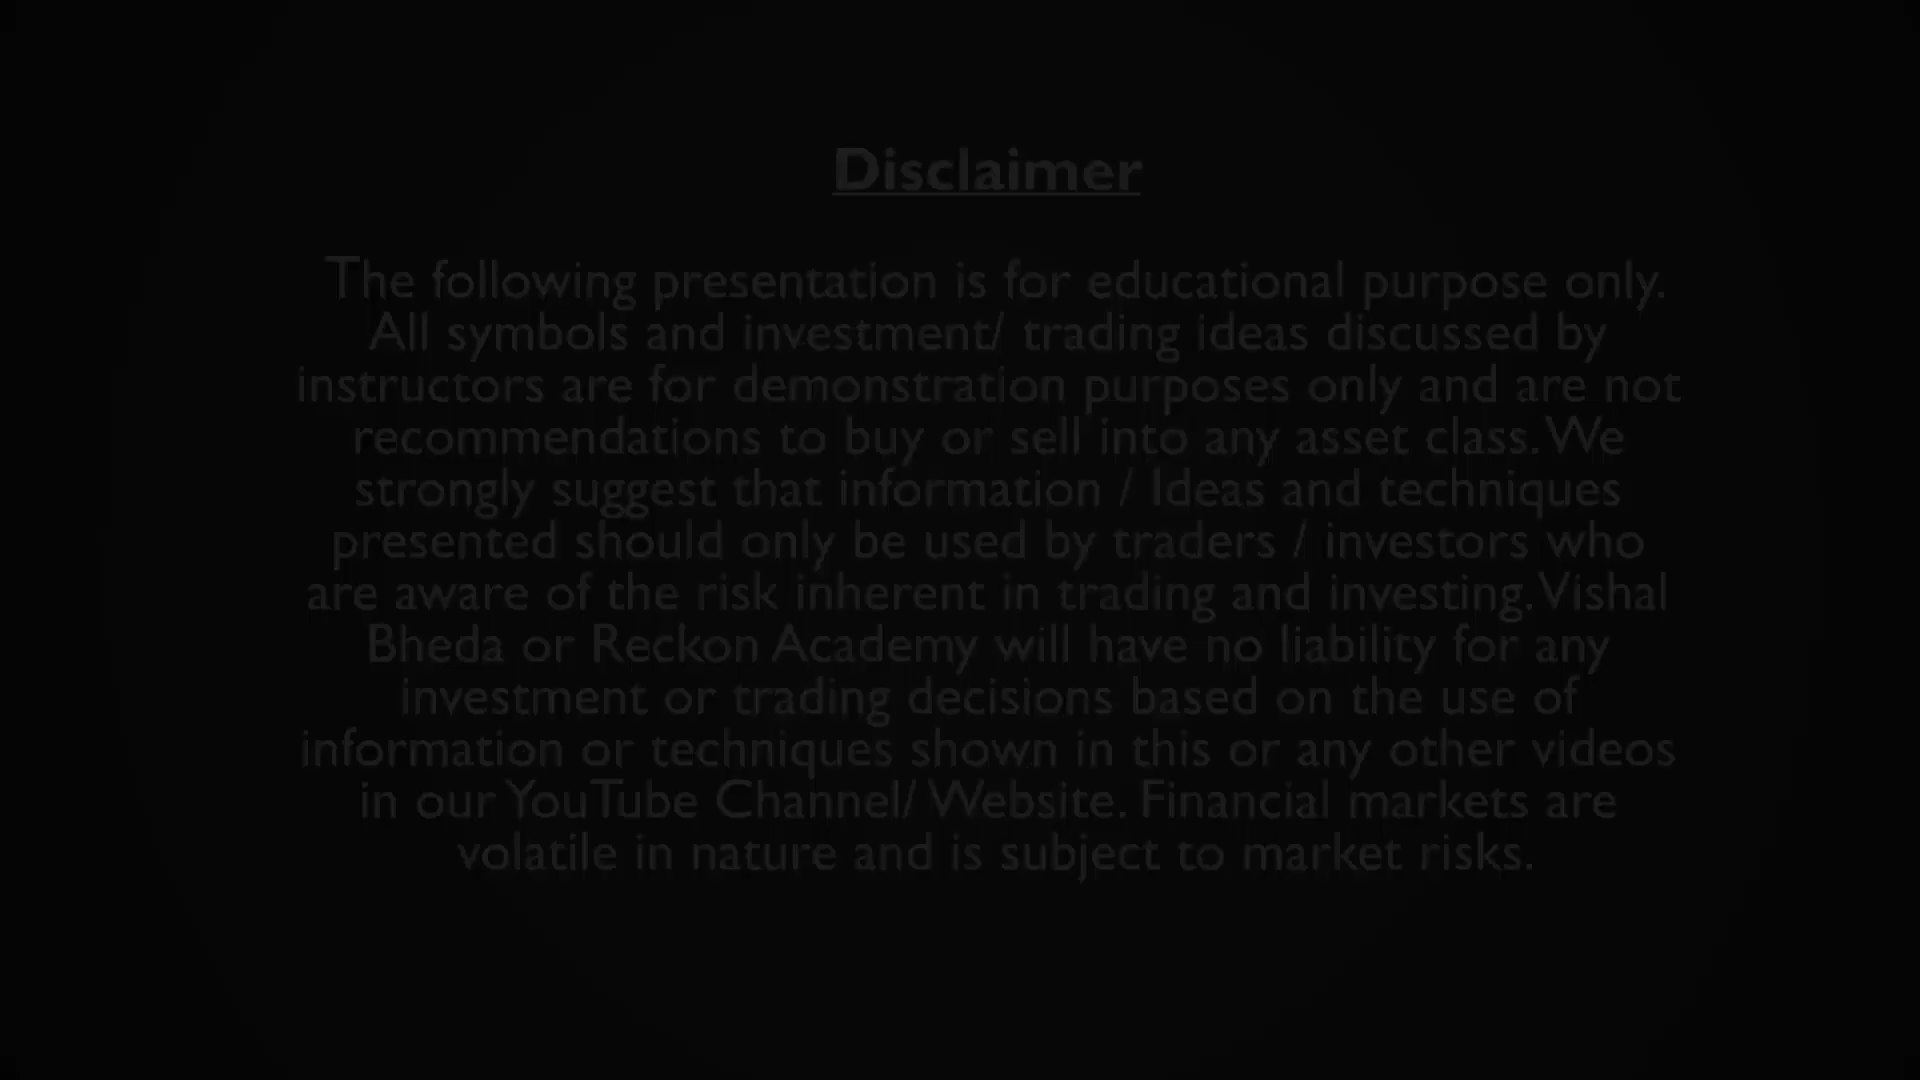 Disclaimer
The following presentation is for educational purpose only.
All symbols and investment/ trading ideas discussed by
instructors are for demonstration purposes only and are not
recommendations to buy or sell into any asset class. We
strongly suggest that information / Ideas and techniques
presented should only be used by traders / investors who
are aware of the risk inherent in trading and investing. Vishal
Bheda or Reckon Academy will have no liability for any
investment or trading decisions based on the use of
information or techniques shown in this or any other videos
in our YouTube Channel/ Website. Financial markets are
volatile in nature and is subject to market risks.